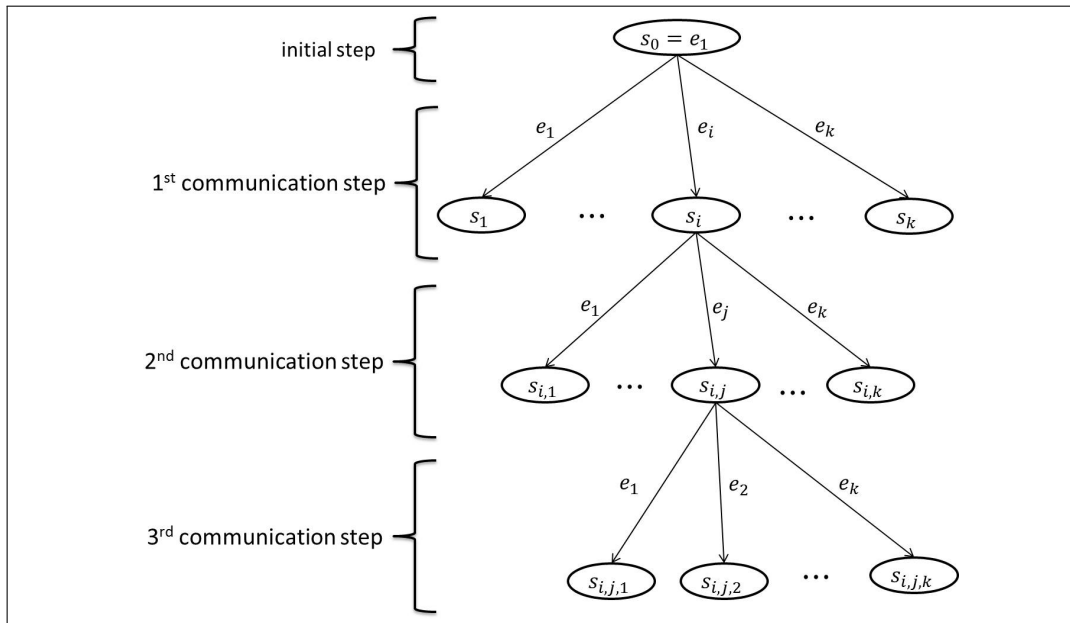 initial step
s₀ = e₁
e₁ eᵢ eₖ
1ˢᵗ communication step
s₁ ... sᵢ ... sₖ
e₁ eⱼ eₖ
2ⁿᵈ communication step
sᵢ,₁ ... sᵢ,ⱼ ... sᵢ,ₖ
e₁ e₂ eₖ
3ʳᵈ communication step
sᵢ,ⱼ,₁ sᵢ,ⱼ,₂ ... sᵢ,ⱼ,ₖ